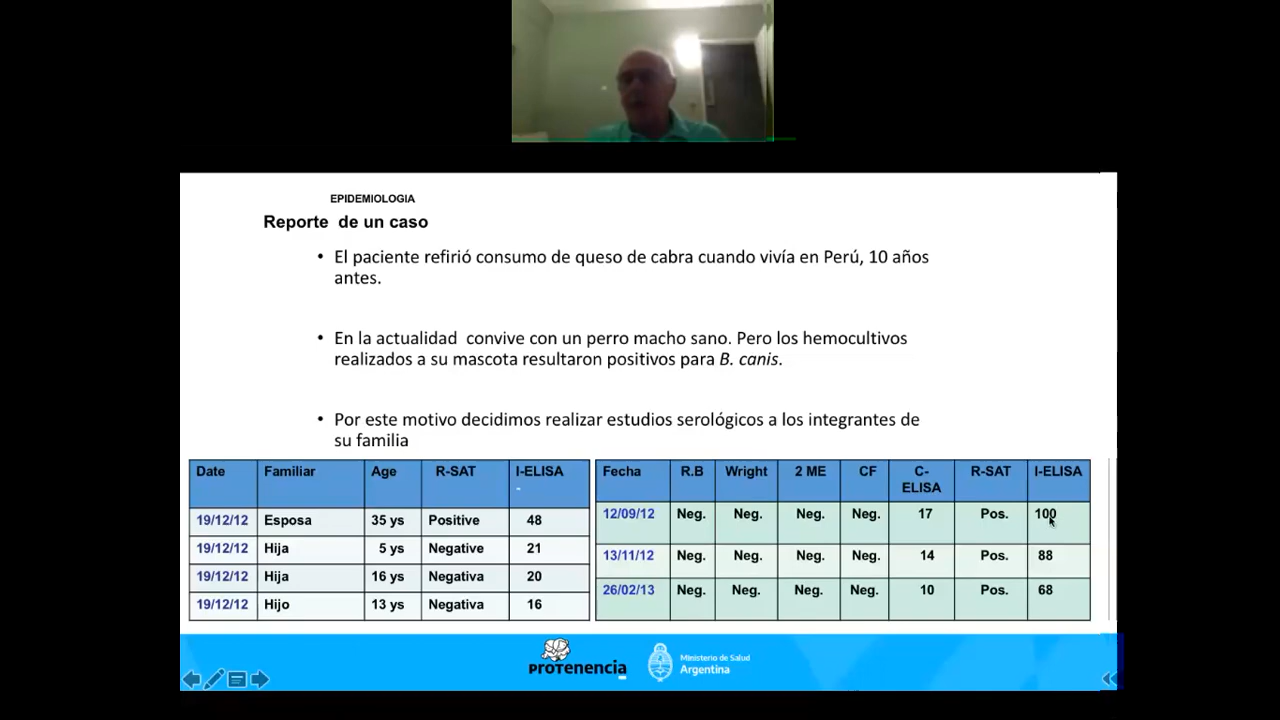 EPIDEMIOLOGIA
Reporte de un caso
• El paciente refirió consumo de queso de cabra cuando vivía en Perú, 10 años
antes.
• En la actualidad convive con un perro macho sano. Pero los hemocultivos
realizados a su mascota resultaron positivos para B. canis.
• Por este motivo decidimos realizar estudios serológicos a los integrantes de
su familia
Date Familiar Age R-SAT I-ELISA
-
19/12/12 Esposa 35 ys Positive 48
19/12/12 Hija 5 ys Negative 21
19/12/12 Hija 16 ys Negativa 20
19/12/12 Hijo 13 ys Negativa 16
Fecha R.B Wright 2 ME CF C-
ELISA R-SAT I-ELISA
12/09/12 Neg. Neg. Neg. Neg. 17 Pos. 100
13/11/12 Neg. Neg. Neg. Neg. 14 Pos. 88
26/02/13 Neg. Neg. Neg. Neg. 10 Pos. 68
PROTENENCIA
Ministerio de Salud
Argentina